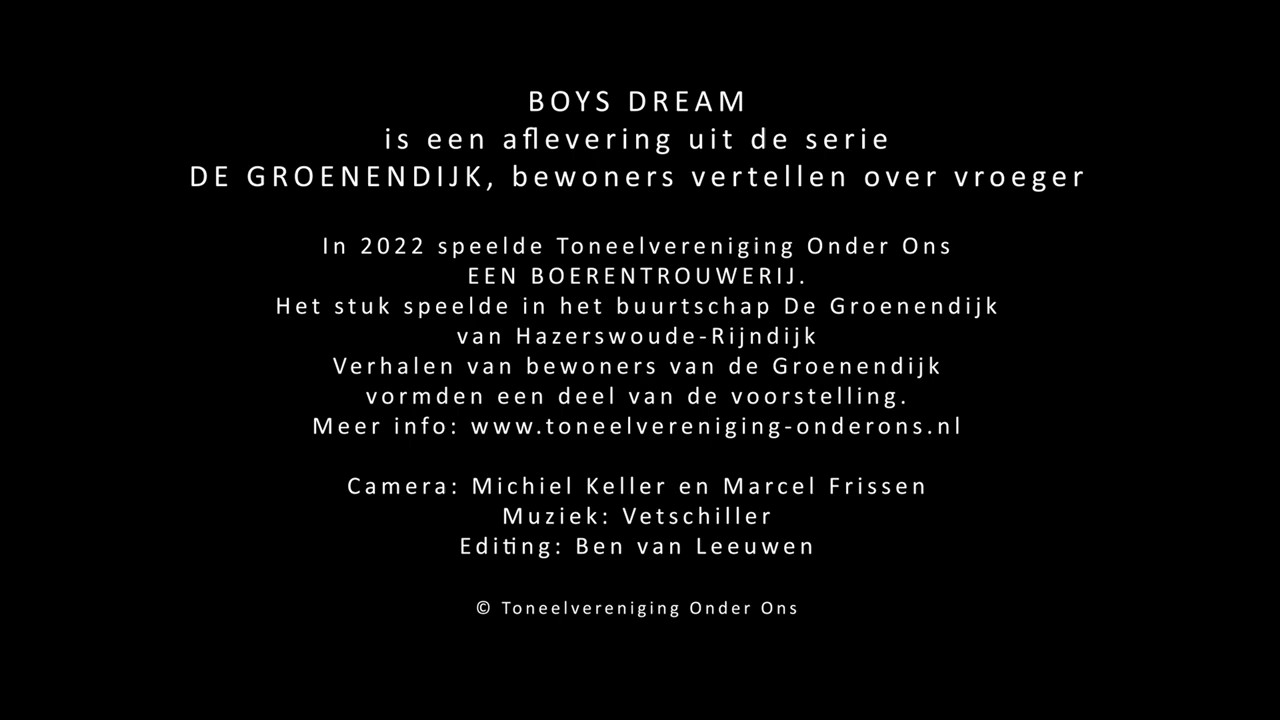 BOYS DREAM
is een aflevering uit de serie
DE GROENENDIJK, bewoners vertellen over vroeger
In 2022 speelde Toneelvereniging Onder Ons
EEN BOERENTROUWERIJ.
Het stuk speelde in het buurtschap De Groenendijk
van Hazerswoude-Rijndijk
Verhalen van bewoners van de Groenendijk
vormden een deel van de voorstelling.
Meer info: www.toneelvereniging-onderons.nl
Camera: Michiel Keller en Marcel Frissen
Muziek: Vetschiller
Editing: Ben van Leeuwen
© Toneelvereniging Onder Ons